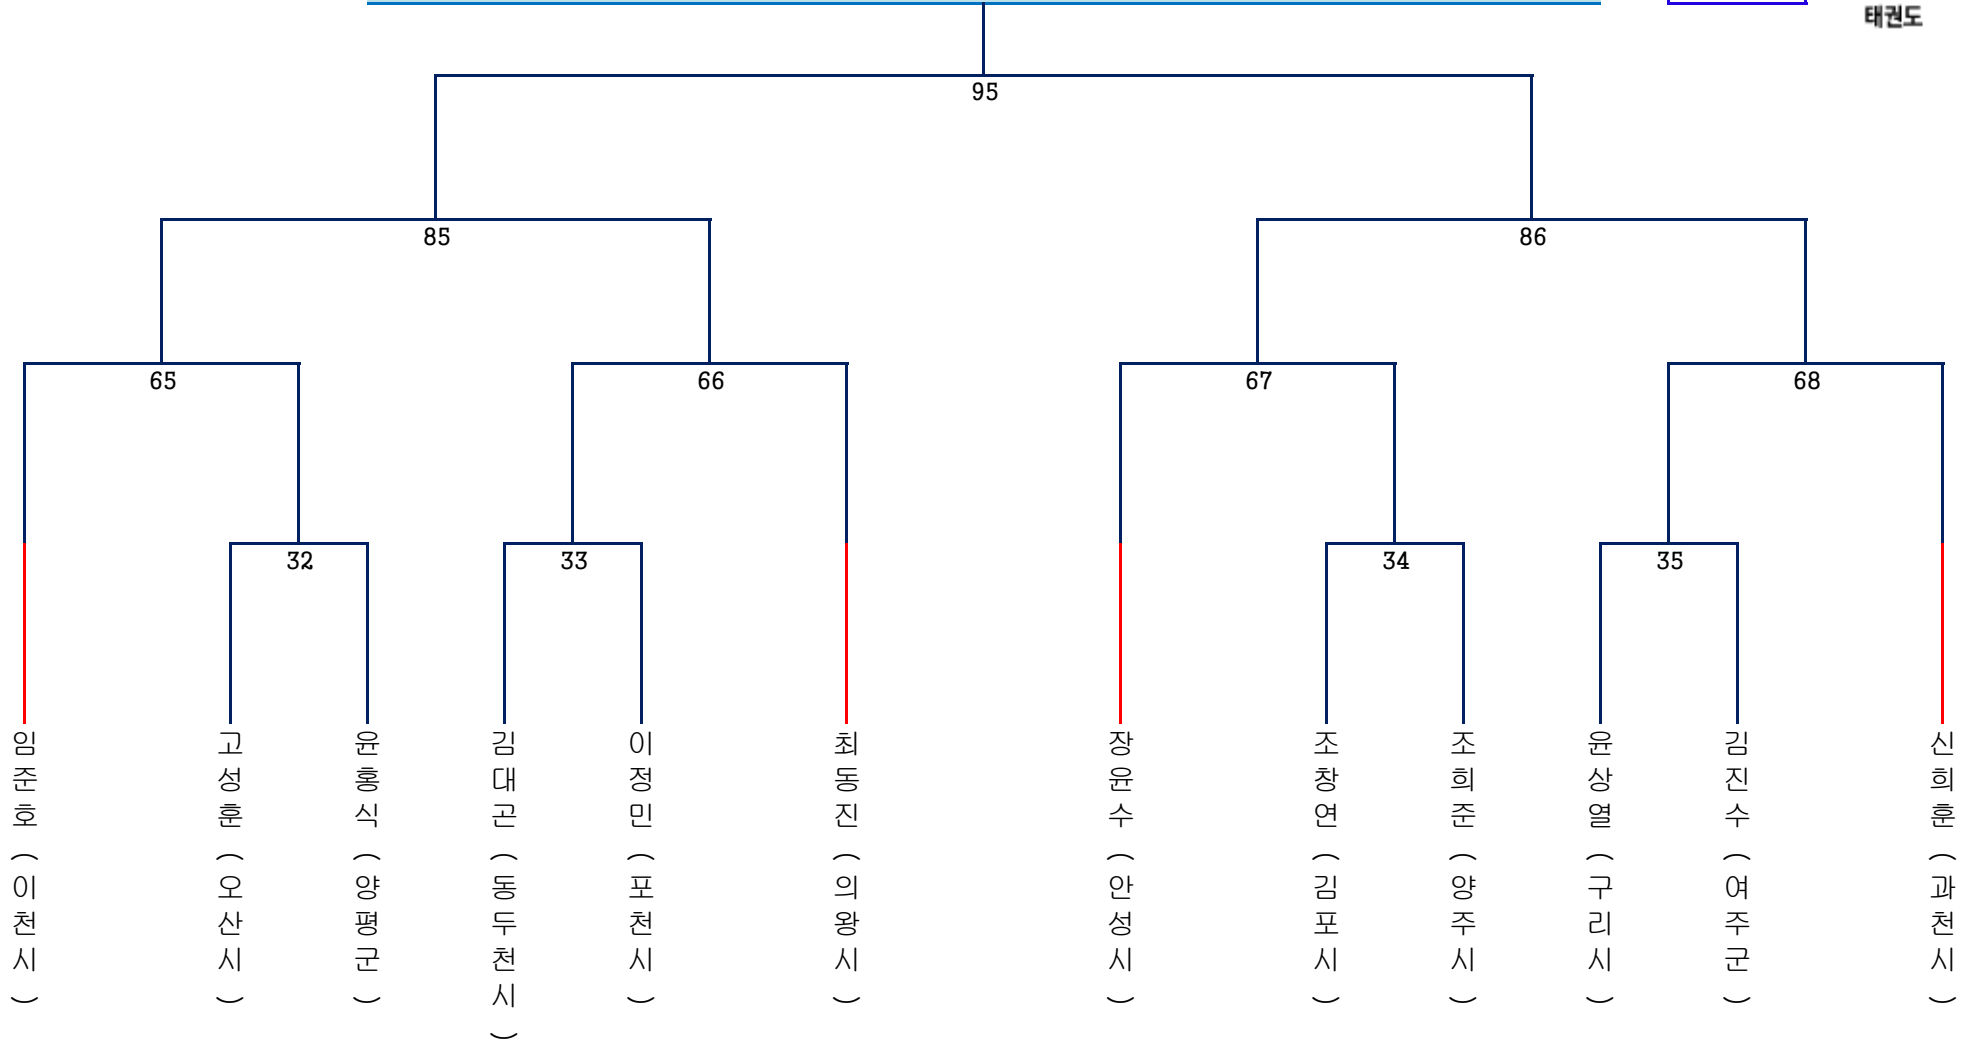 태권도
95
85
86
65
66
67
68
32
33
34
35
임준호(이천시)
고성훈(오산시)
윤홍식(양평군)
김대곤(동두천시)
이정민(포천시)
최동진(의왕시)
장윤수(안성시)
조창연(김포시)
조희준(양주시)
윤상열(구리시)
김진수(여주군)
신희훈(과천시)